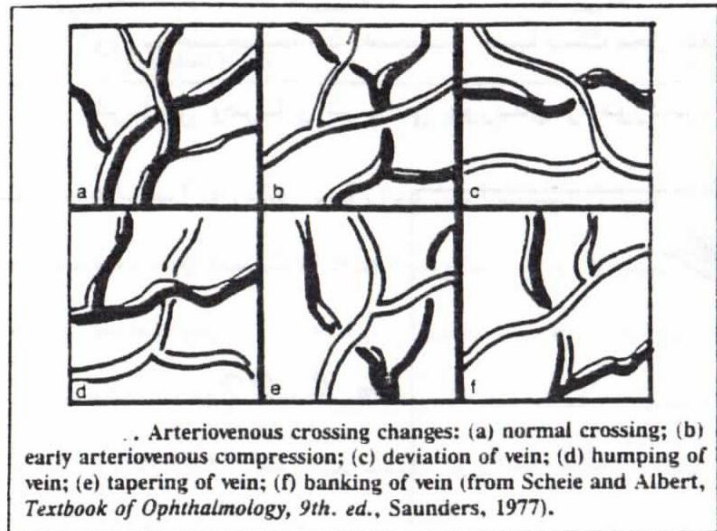 a
b
c
d
e
f
.. Arteriovenous crossing changes: (a) normal crossing; (b)
early arteriovenous compression; (c) deviation of vein; (d) humping of
vein; (e) tapering of vein; (f) banking of vein (from Scheie and Albert,
Textbook of Ophthalmology, 9th. ed., Saunders, 1977).